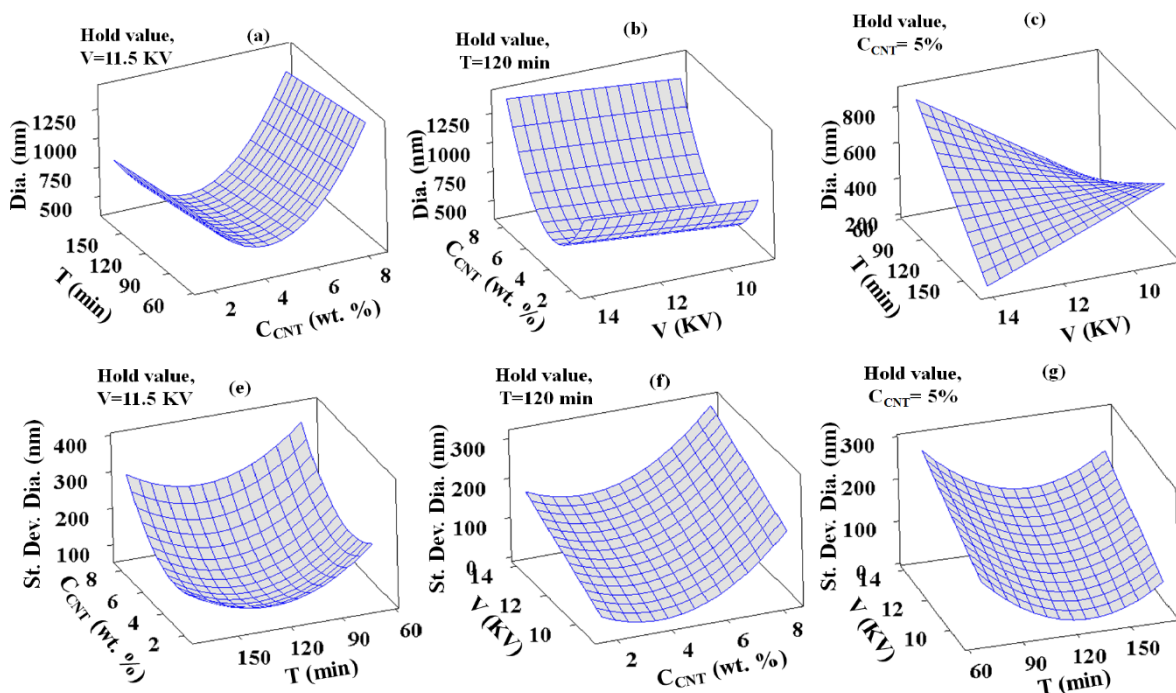 Hold value,
V=11.5 KV
(a)
1250
1000
750
500
Dia. (nm)
150
120
90
60
T (min)
2
4
6
8
C_CNT (wt. %)
Hold value,
T=120 min
(b)
1250
1000
750
500
Dia. (nm)
8
6
4
2
C_CNT (wt. %)
14
12
10
V (KV)
Hold value,
C_CNT= 5%
(c)
800
600
400
200
Dia. (nm)
60
90
120
150
T (min)
14
12
10
V (KV)
Hold value,
V=11.5 KV
(e)
400
300
200
100
St. Dev. Dia. (nm)
8
6
4
2
C_CNT (wt. %)
150
120
90
60
T (min)
Hold value,
T=120 min
(f)
300
200
100
0
St. Dev. Dia. (nm)
14
12
10
V (KV)
2
4
6
8
C_CNT (wt. %)
Hold value,
C_CNT= 5%
(g)
300
200
100
0
St. Dev. Dia. (nm)
14
12
10
V (KV)
60
90
120
150
T (min)